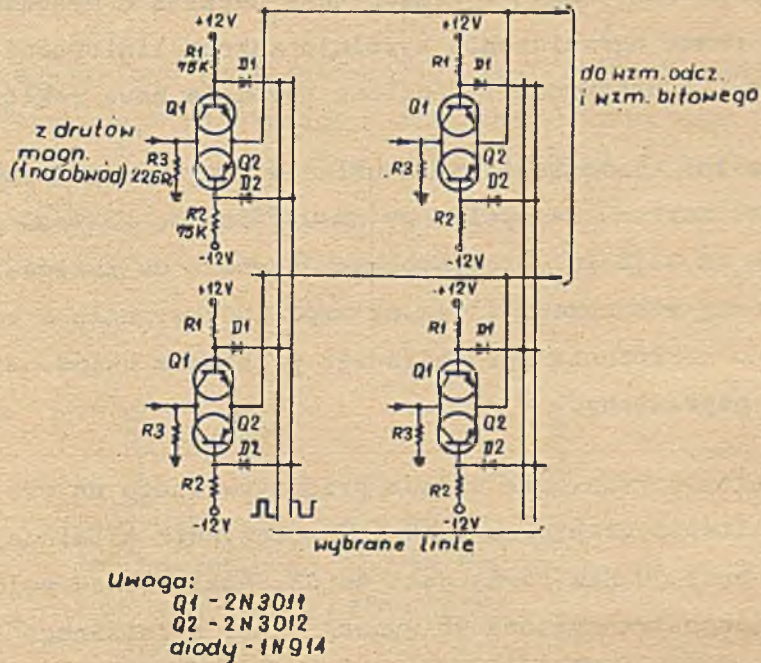 +12V
R1
75K
D1
Q1
z drutów
magn.
(1 na obwód)
R3
226Ω
Q2
D2
R2
75K
-12V
+12V
R1
D1
Q1
R3
Q2
D2
R2
-12V
do wzm. odcz.
i wzm. bitowego
+12V
R1
D1
Q1
R3
Q2
D2
R2
-12V
+12V
R1
D1
Q1
R3
Q2
D2
R2
-12V
wybrane linie
Uwaga:
Q1 - 2N3011
Q2 - 2N3012
diody - 1N914